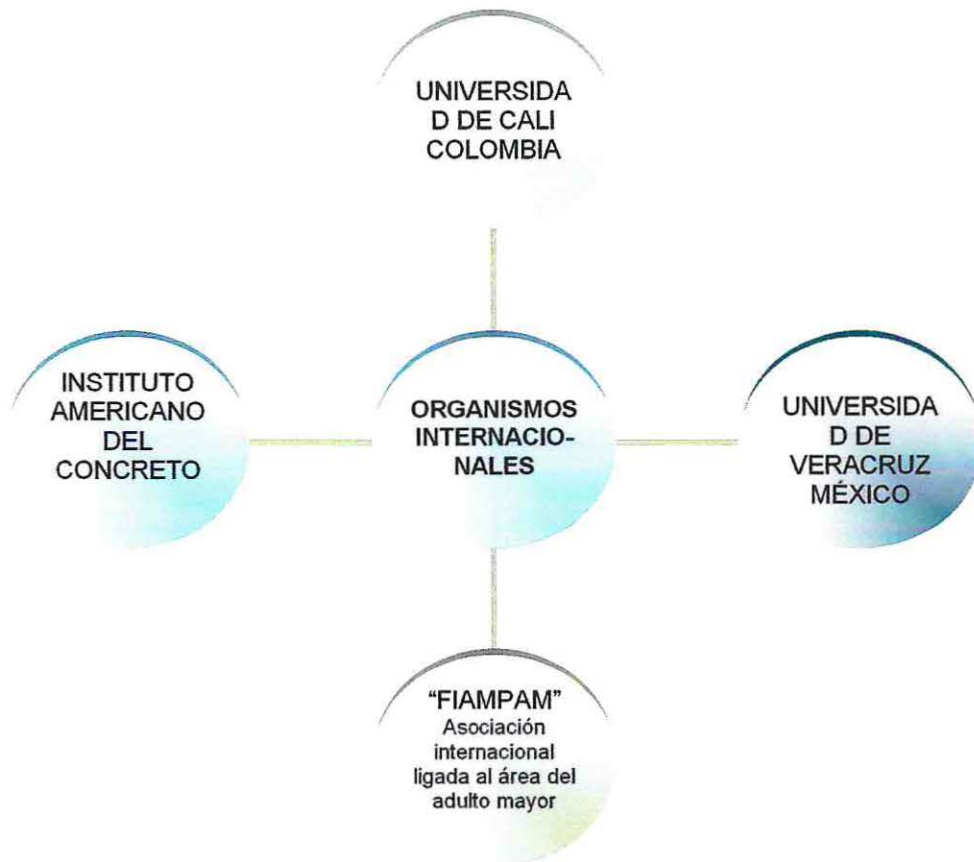 UNIVERSIDA
D DE CALI
COLOMBIA
INSTITUTO
AMERICANO
DEL
CONCRETO
ORGANISMOS
INTERNACIO-
NALES
UNIVERSIDA
D DE
VERACRUZ
MÉXICO
“FIAMPAM”
Asociación
internacional
ligada al área del
adulto mayor